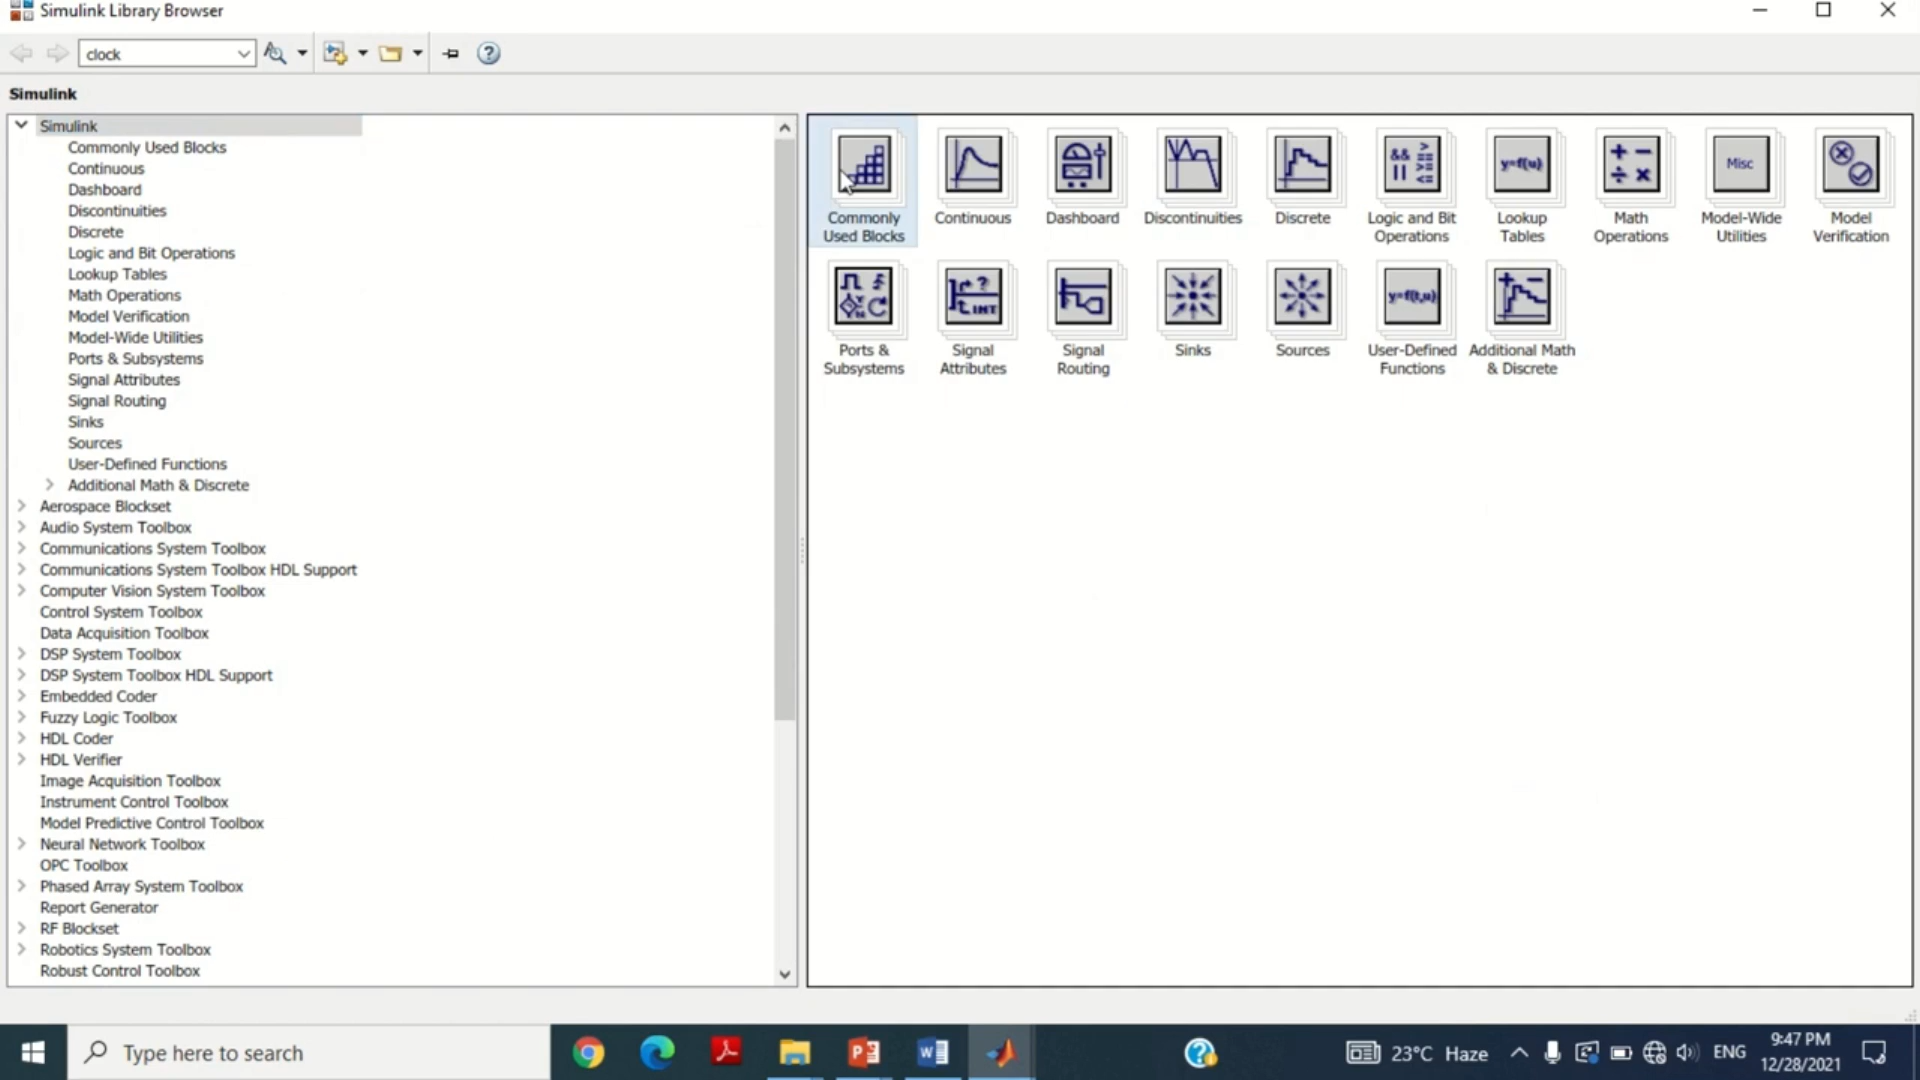 Simulink Library Browser
clock
Simulink
Simulink
Commonly Used Blocks
Continuous
Dashboard
Discontinuities
Discrete
Logic and Bit Operations
Lookup Tables
Math Operations
Model Verification
Model-Wide Utilities
Ports & Subsystems
Signal Attributes
Signal Routing
Sinks
Sources
User-Defined Functions
Additional Math & Discrete
Aerospace Blockset
Audio System Toolbox
Communications System Toolbox
Communications System Toolbox HDL Support
Computer Vision System Toolbox
Control System Toolbox
Data Acquisition Toolbox
DSP System Toolbox
DSP System Toolbox HDL Support
Embedded Coder
Fuzzy Logic Toolbox
HDL Coder
HDL Verifier
Image Acquisition Toolbox
Instrument Control Toolbox
Model Predictive Control Toolbox
Neural Network Toolbox
OPC Toolbox
Phased Array System Toolbox
Report Generator
RF Blockset
Robotics System Toolbox
Robust Control Toolbox
&& >
|| >=
<=
y=f(u)
+ −
÷ ×
Misc
Commonly
Used Blocks
Continuous
Dashboard
Discontinuities
Discrete
Logic and Bit
Operations
Lookup
Tables
Math
Operations
Model-Wide
Utilities
Model
Verification
?
INT
y=f(t,u)
+ −
Ports &
Subsystems
Signal
Attributes
Signal
Routing
Sinks
Sources
User-Defined
Functions
Additional Math
& Discrete
Type here to search
23°C Haze
ENG
9:47 PM
12/28/2021